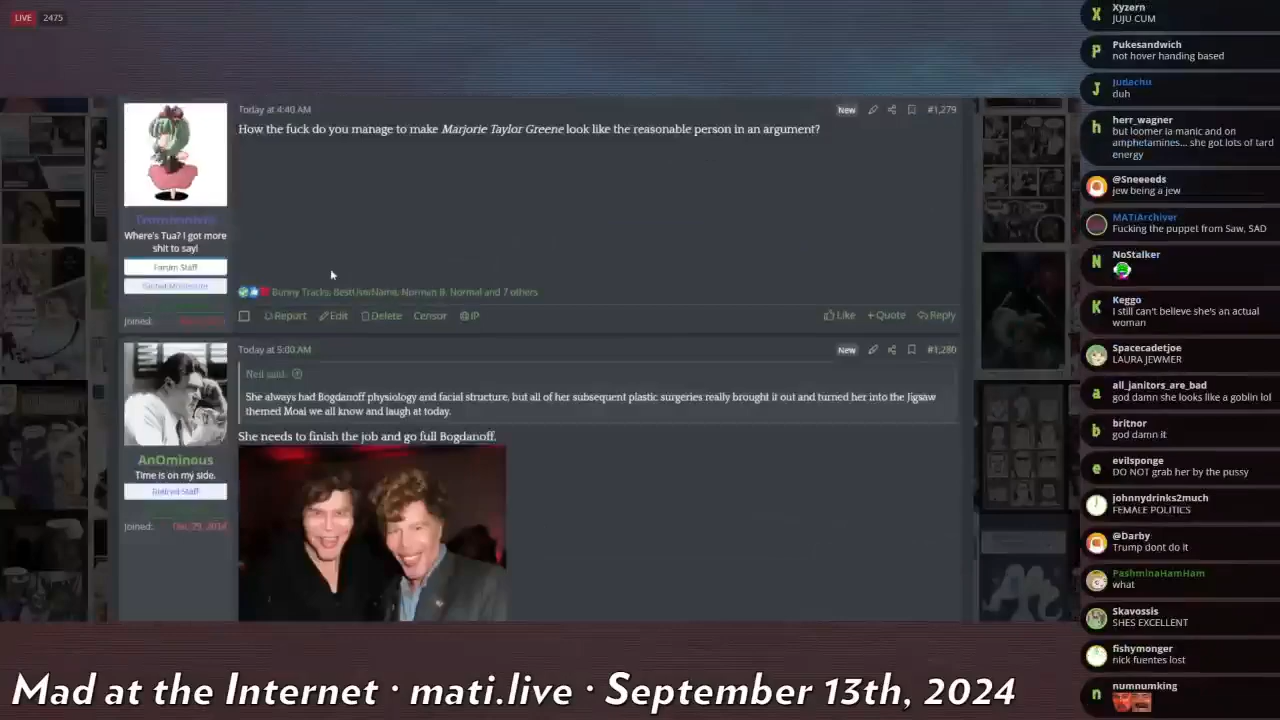 LIVE 2475
Today at 4:40 AM
New
#1,279
How the fuck do you manage to make Marjorie Taylor Greene look like the reasonable person in an argument?
Where's Tua? I got more
shit to say!
Forum Staff
Global Moderator
Joined:
Bunny Tracks, BestUserName, Norman B. Normal and 7 others
Report Edit Delete Censor IP
Like + Quote Reply
Today at 5:00 AM
New
#1,280
Neil said:
She always had Bogdanoff physiology and facial structure, but all of her subsequent plastic surgeries really brought it out and turned her into the Jigsaw
themed Moai we all know and laugh at today.
She needs to finish the job and go full Bogdanoff.
AnOminous
Time is on my side.
Retired Staff
Joined: Dec 29, 2014
Xyzern
JUJU CUM
Pukesandwich
not hover handing based
Judachu
duh
herr_wagner
but loomer ia manic and on
amphetamines... she got lots of tard
energy
@Sneeeeds
jew being a jew
MATIArchiver
Fucking the puppet from Saw, SAD
NoStalker
Keggo
I still can't believe she's an actual
woman
Spacecadetjoe
LAURA JEWMER
all_janitors_are_bad
god damn she looks like a goblin lol
britnor
god damn it
evilsponge
DO NOT grab her by the pussy
johnnydrinks2much
FEMALE POLITICS
@Darby
Trump dont do it
PashminaHamHam
what
Skavossis
SHES EXCELLENT
fishymonger
nick fuentes lost
numnumking
Mad at the Internet · mati.live · September 13th, 2024